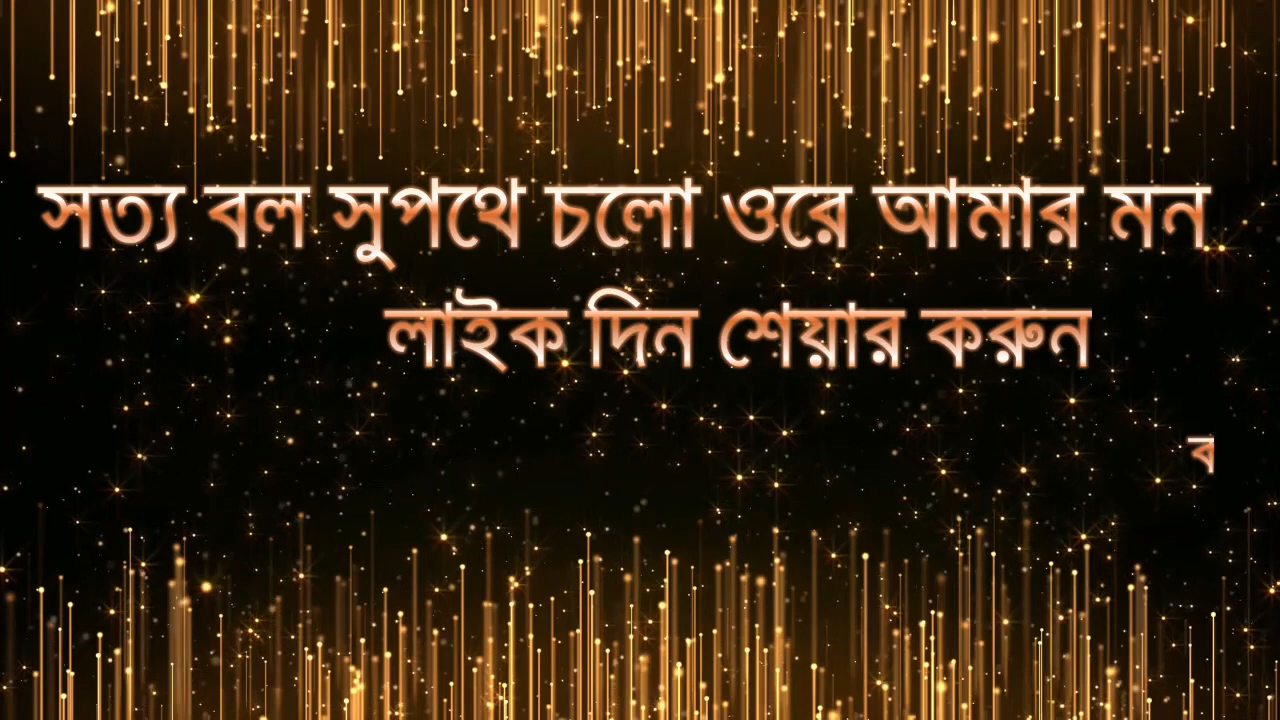 সত্য বল সুপথে চলো ওরে আমার মন
লাইক দিন শেয়ার করুন